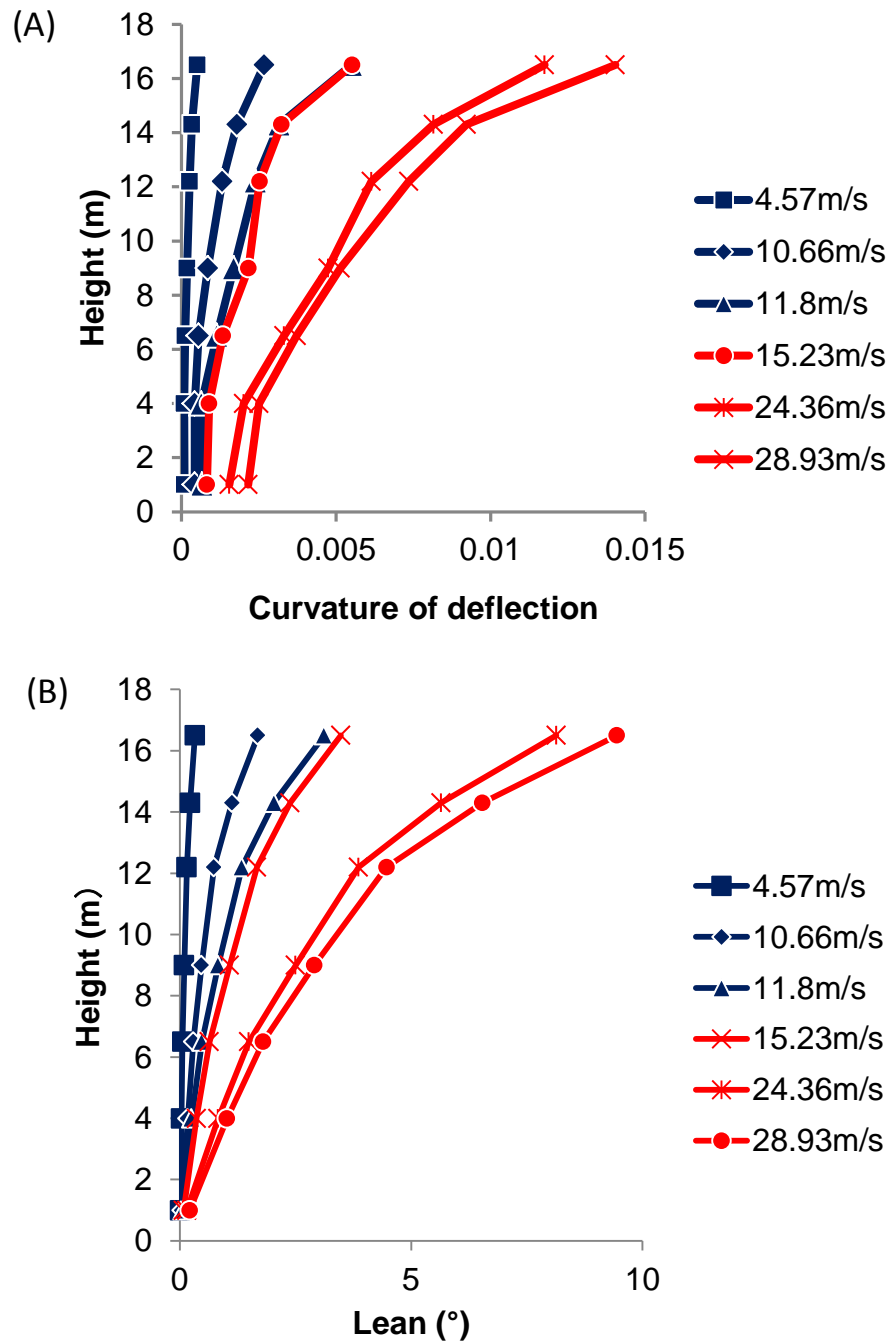 (A)
18
16
14
12
10
8
6
4
2
0
Height (m)
0 0.005 0.01 0.015
Curvature of deflection
4.57m/s
10.66m/s
11.8m/s
15.23m/s
24.36m/s
28.93m/s
(B)
18
16
14
12
10
8
6
4
2
0
Height (m）
0 5 10
Lean (°)
4.57m/s
10.66m/s
11.8m/s
15.23m/s
24.36m/s
28.93m/s